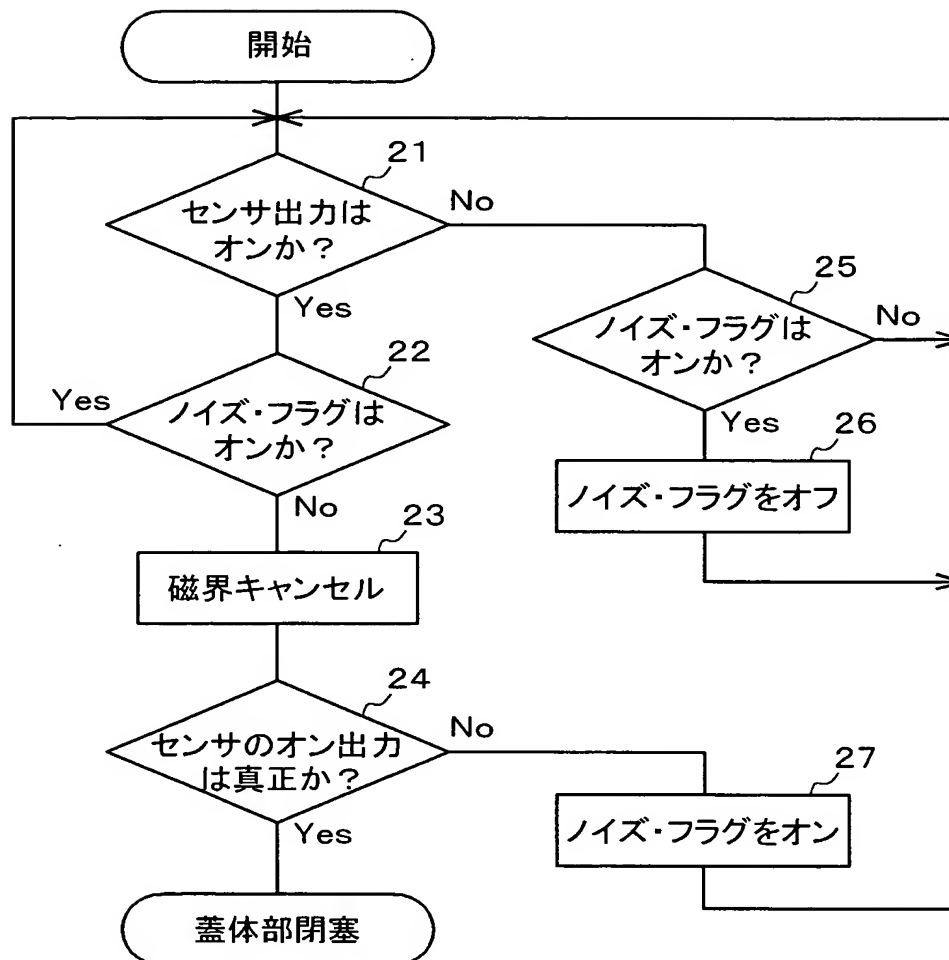 開始
21
センサ出力は
オンか？
No
Yes
25
ノイズ・フラグは
オンか？
No
Yes
22
ノイズ・フラグは
オンか？
Yes
No
26
ノイズ・フラグをオフ
23
磁界キャンセル
24
センサのオン出力
は真正か？
No
Yes
27
ノイズ・フラグをオン
蓋体部閉塞